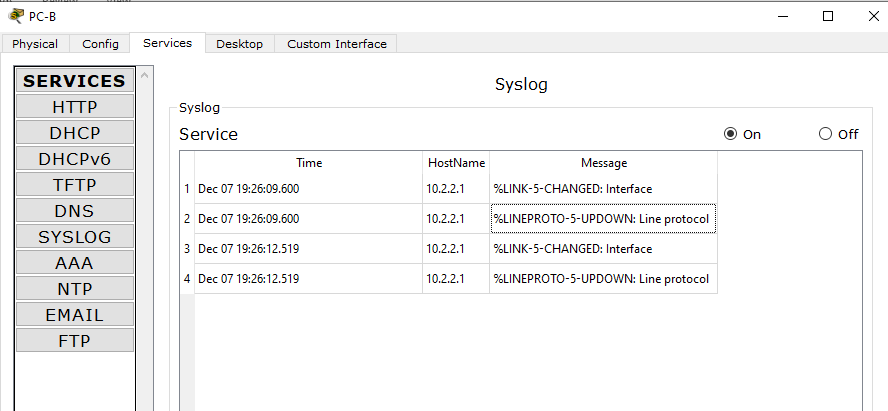 PC-B
Physical Config Services Desktop Custom Interface
SERVICES
HTTP
DHCP
DHCPv6
TFTP
DNS
SYSLOG
AAA
NTP
EMAIL
FTP
Syslog
Syslog
Service On Off
Time HostName Message
1 Dec 07 19:26:09.600 10.2.2.1 %LINK-5-CHANGED: Interface
2 Dec 07 19:26:09.600 10.2.2.1 %LINEPROTO-5-UPDOWN: Line protocol
3 Dec 07 19:26:12.519 10.2.2.1 %LINK-5-CHANGED: Interface
4 Dec 07 19:26:12.519 10.2.2.1 %LINEPROTO-5-UPDOWN: Line protocol